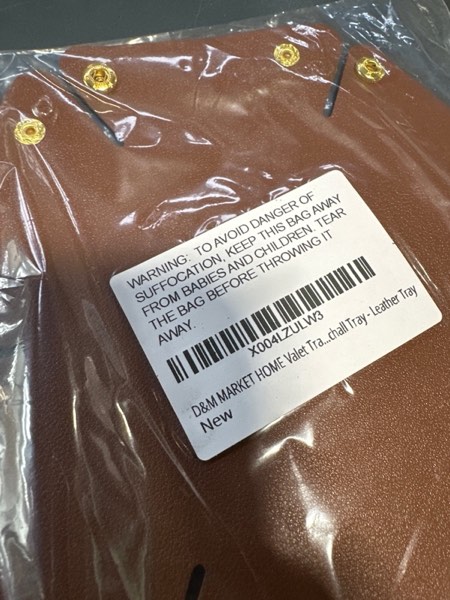 WARNING: TO AVOID DANGER OF
SUFFOCATION, KEEP THIS BAG AWAY
FROM BABIES AND CHILDREN. TEAR
THE BAG BEFORE THROWING IT
AWAY.
X004LZULW3
D&M MARKET HOME Valet Tra...chall Tray - Leather Tray
New